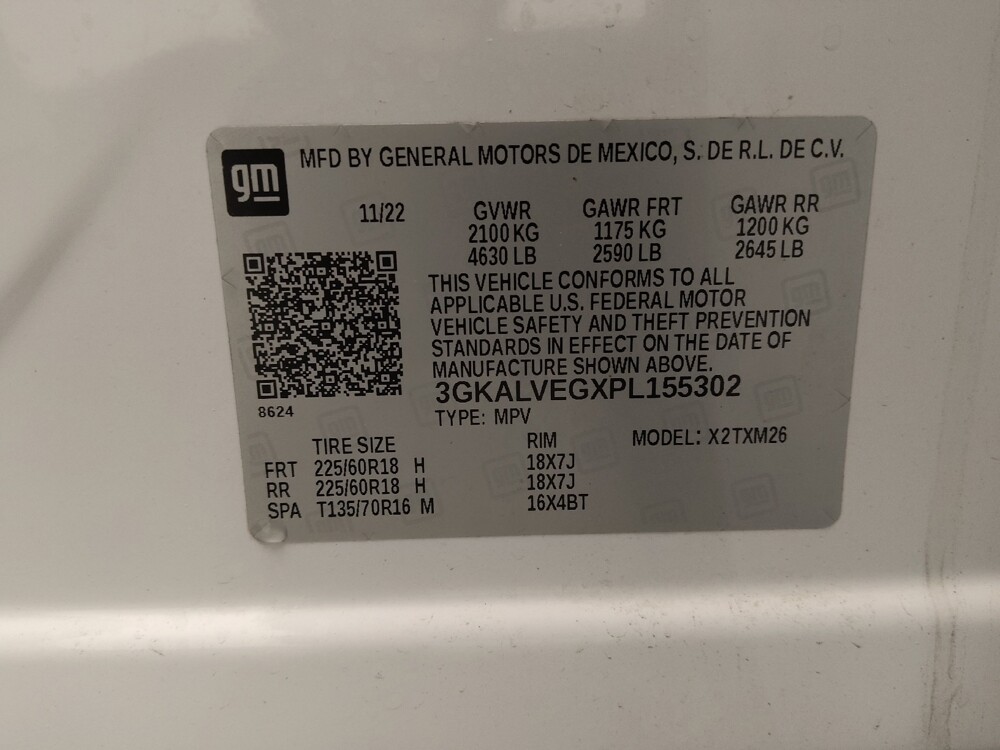 gm MFD BY GENERAL MOTORS DE MEXICO, S. DE R.L. DE C.V.
11/22 GVWR GAWR FRT GAWR RR
2100 KG 1175 KG 1200 KG
4630 LB 2590 LB 2645 LB
THIS VEHICLE CONFORMS TO ALL
APPLICABLE U.S. FEDERAL MOTOR
VEHICLE SAFETY AND THEFT PREVENTION
STANDARDS IN EFFECT ON THE DATE OF
MANUFACTURE SHOWN ABOVE.
3GKALVEGXPL155302
8624 TYPE: MPV
TIRE SIZE RIM MODEL: X2TXM26
FRT 225/60R18 H 18X7J
RR 225/60R18 H 18X7J
SPA T135/70R16 M 16X4BT